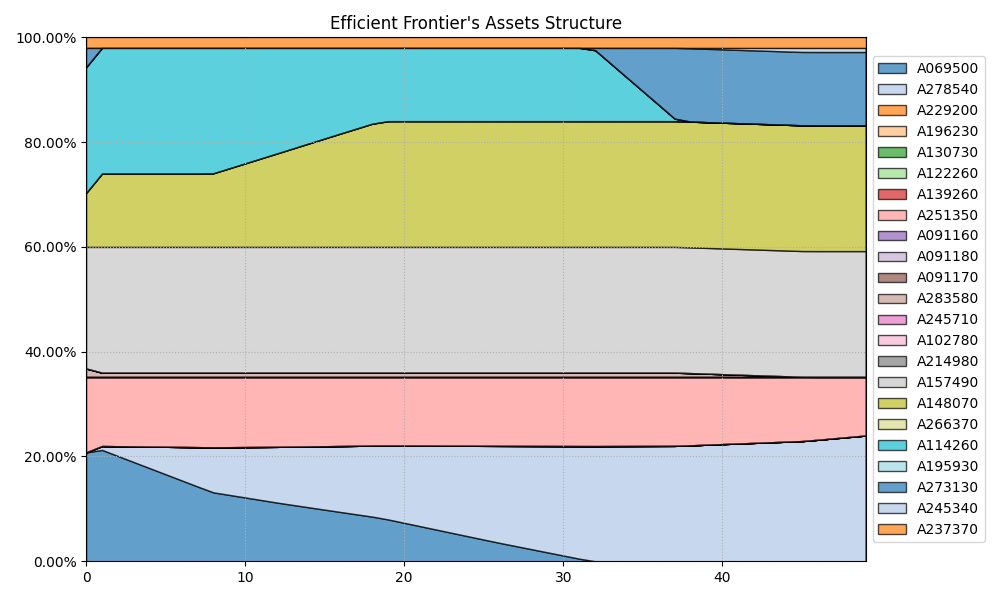 Efficient Frontier's Assets Structure
100.00%
80.00%
60.00%
40.00%
20.00%
0.00%
0
10
20
30
40
A069500
A278540
A229200
A196230
A130730
A122260
A139260
A251350
A091160
A091180
A091170
A283580
A245710
A102780
A214980
A157490
A148070
A266370
A114260
A195930
A273130
A245340
A237370